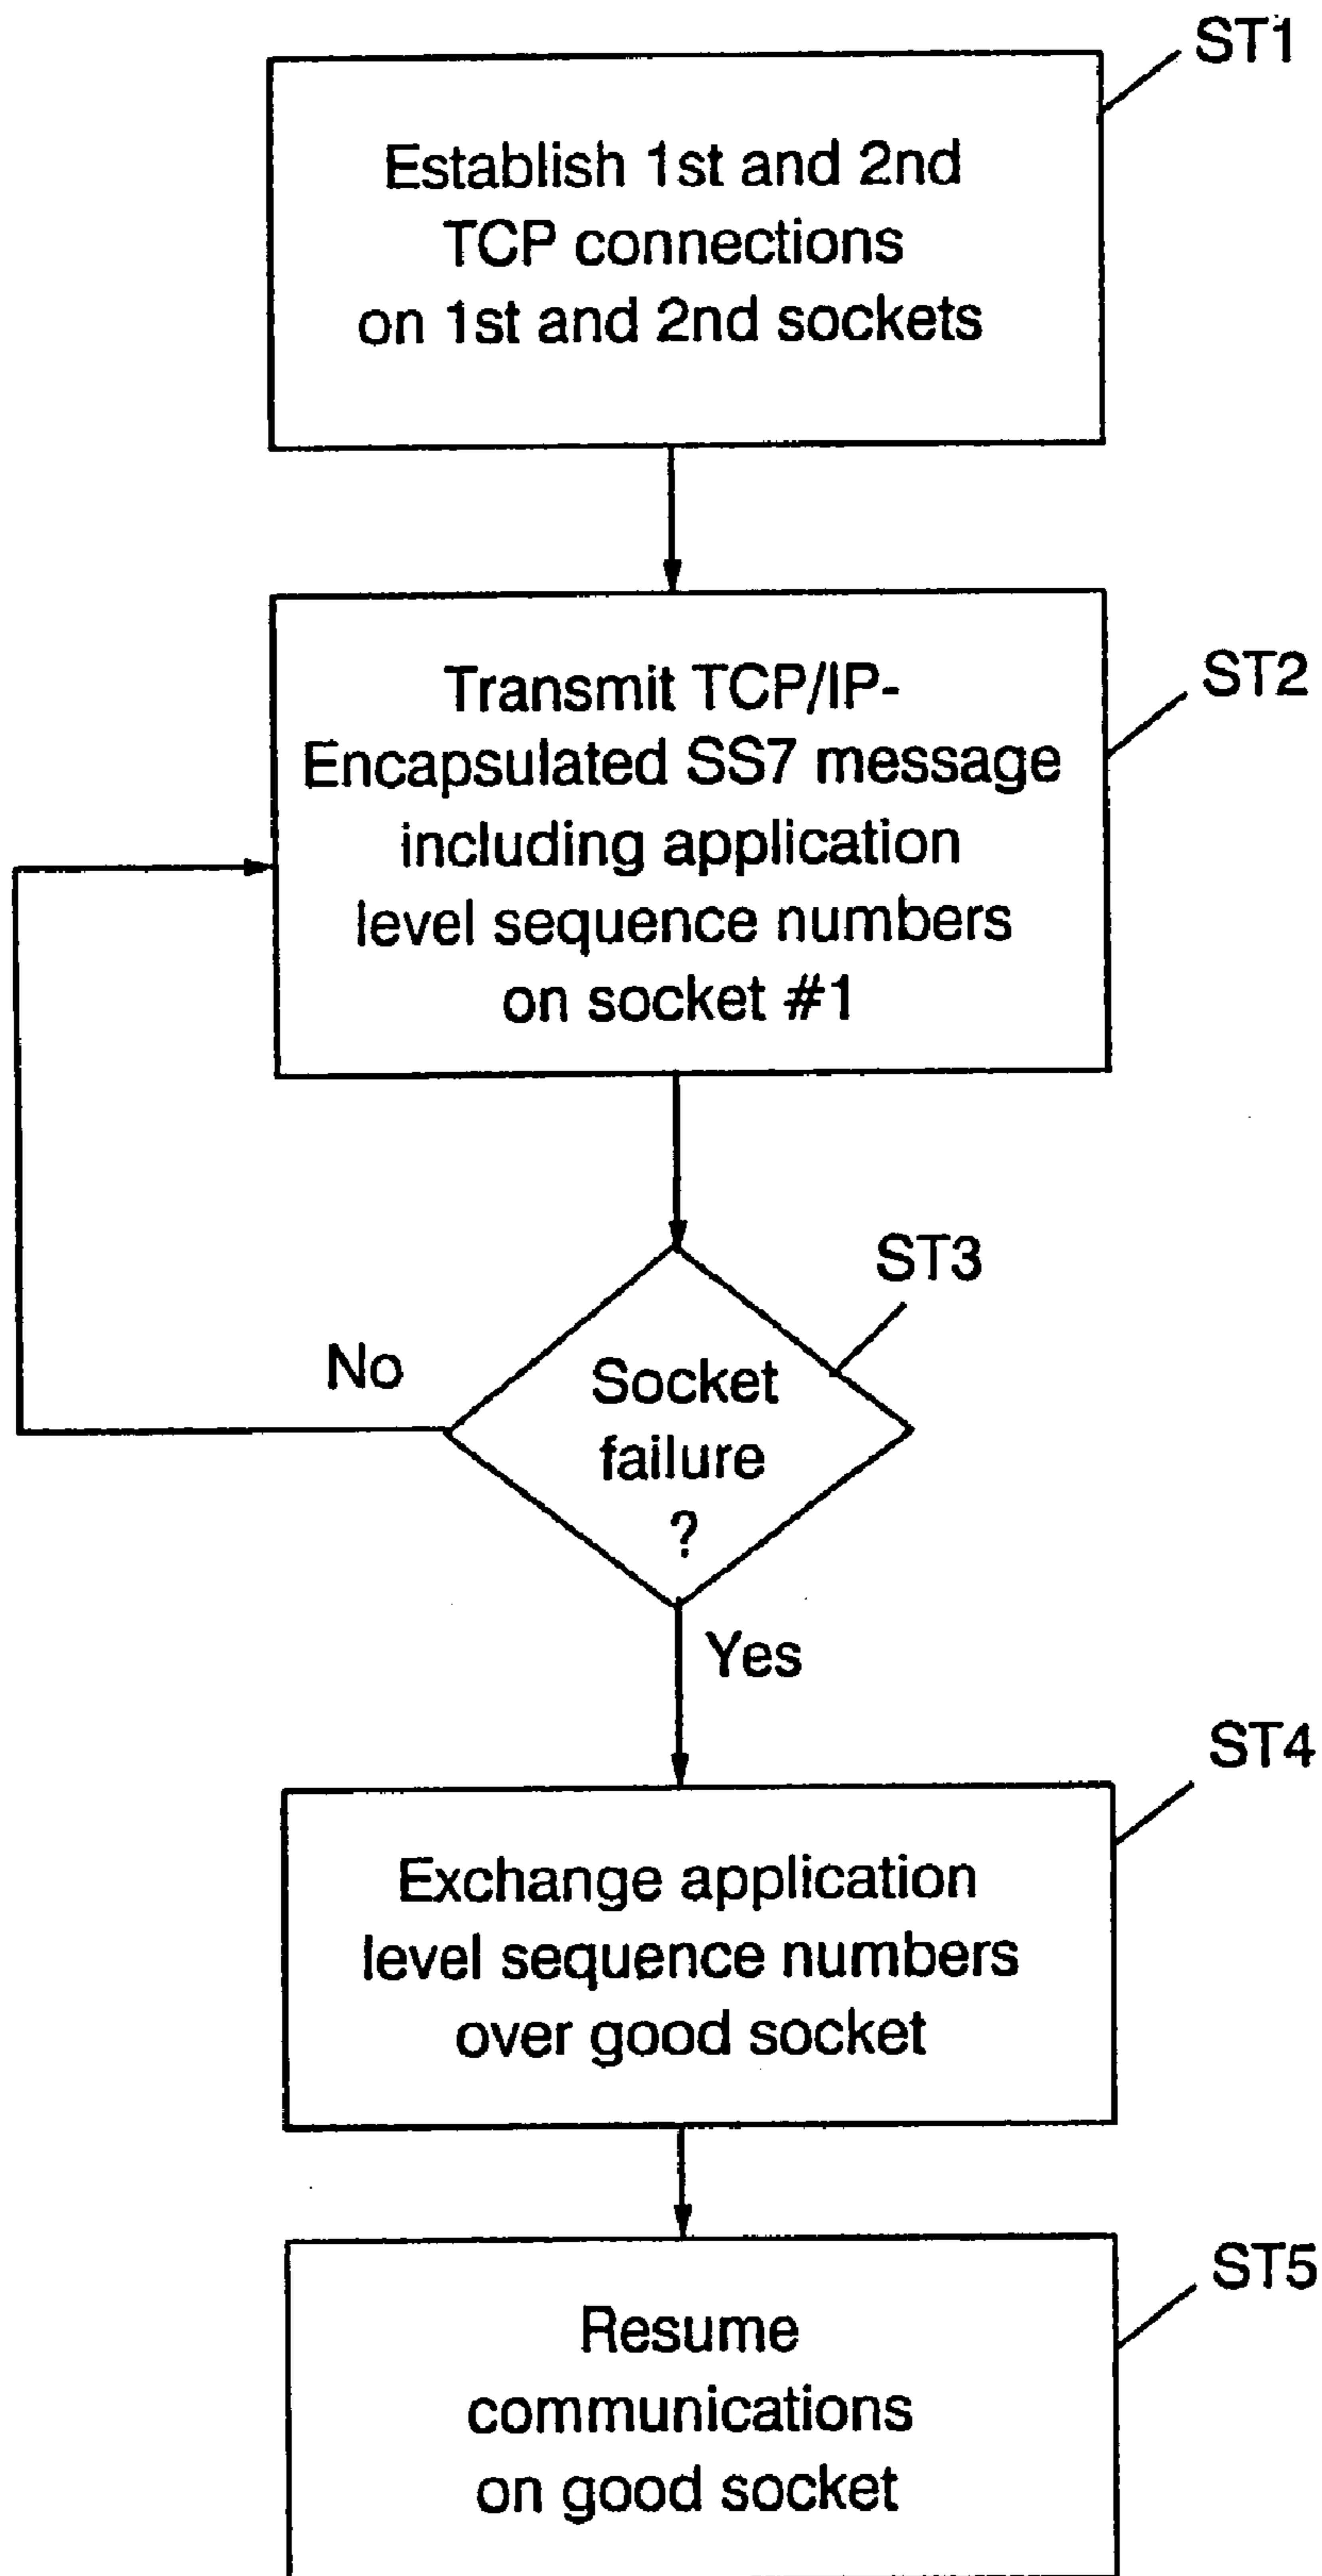 ST1
Establish 1st and 2nd
TCP connections
on 1st and 2nd sockets
ST2
Transmit TCP/IP-
Encapsulated SS7 message
including application
level sequence numbers
on socket #1
ST3
No
Socket
failure
?
Yes
ST4
Exchange application
level sequence numbers
over good socket
ST5
Resume
communications
on good socket